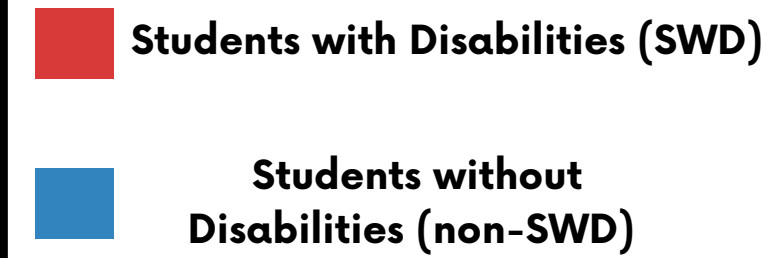 Students with Disabilities (SWD)
Students without
Disabilities (non-SWD)